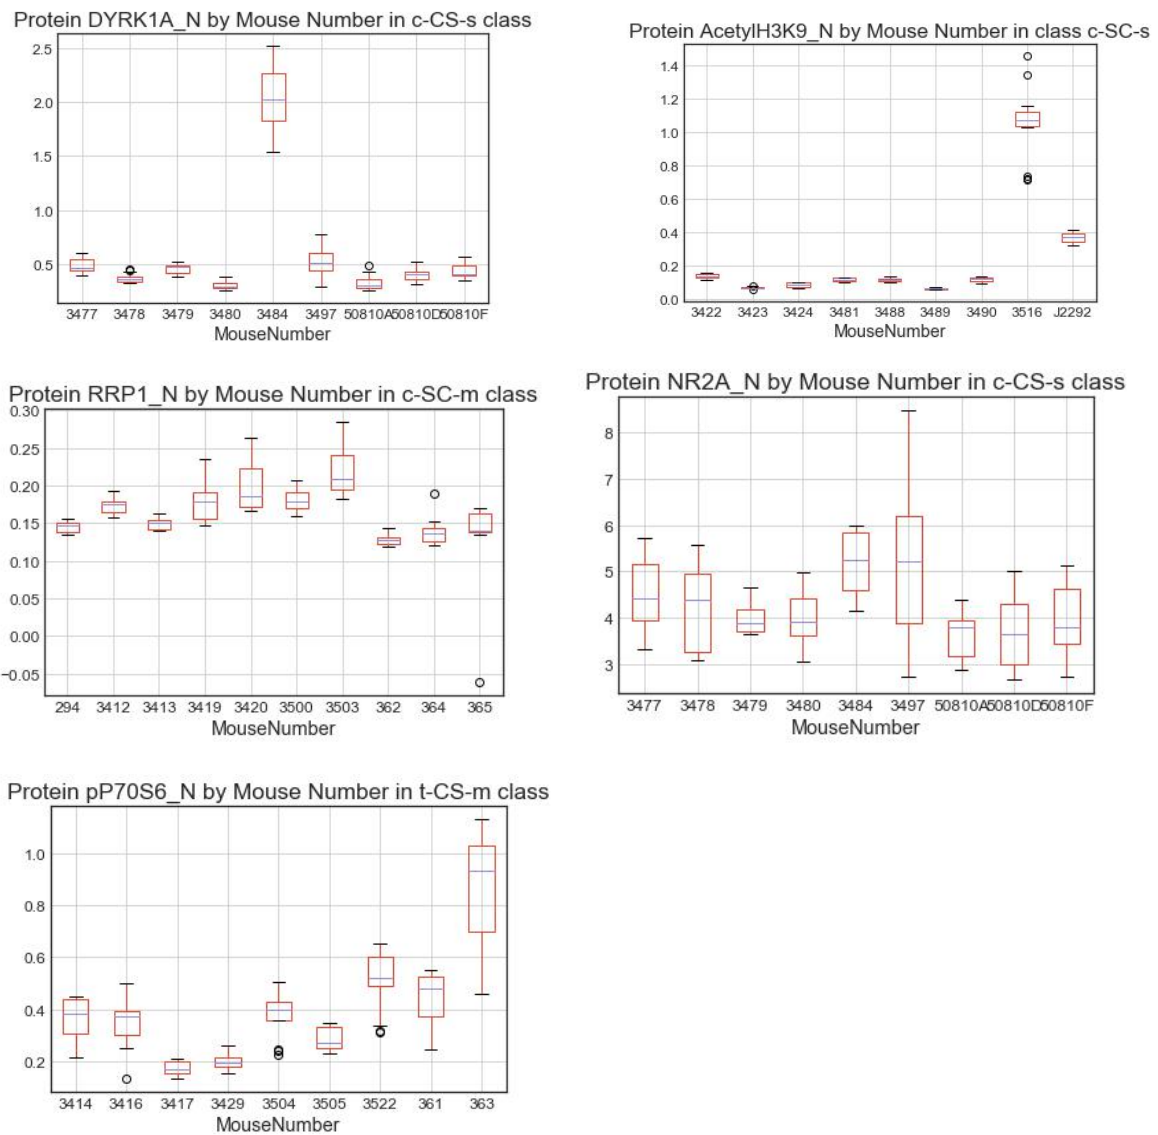 Protein DYRK1A_N by Mouse Number in c-CS-s class
2.5
2.0
1.5
1.0
0.5
3477 3478 3479 3480 3484 3497 50810A 50810D 50810F
MouseNumber
Protein AcetylH3K9_N by Mouse Number in class c-SC-s
1.4
1.2
1.0
0.8
0.6
0.4
0.2
0.0
3422 3423 3424 3481 3488 3489 3490 3516 J2292
MouseNumber
Protein RRP1_N by Mouse Number in c-SC-m class
0.30
0.25
0.20
0.15
0.10
0.05
0.00
−0.05
294 3412 3413 3419 3420 3500 3503 362 364 365
MouseNumber
Protein NR2A_N by Mouse Number in c-CS-s class
8
7
6
5
4
3
3477 3478 3479 3480 3484 3497 50810A 50810D 50810F
MouseNumber
Protein pP70S6_N by Mouse Number in t-CS-m class
1.0
0.8
0.6
0.4
0.2
3414 3416 3417 3429 3504 3505 3522 361 363
MouseNumber